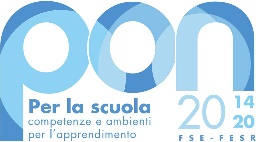 pon
Per la scuola
competenze e ambienti
per l'apprendimento
20 14
20
FSE-FESR